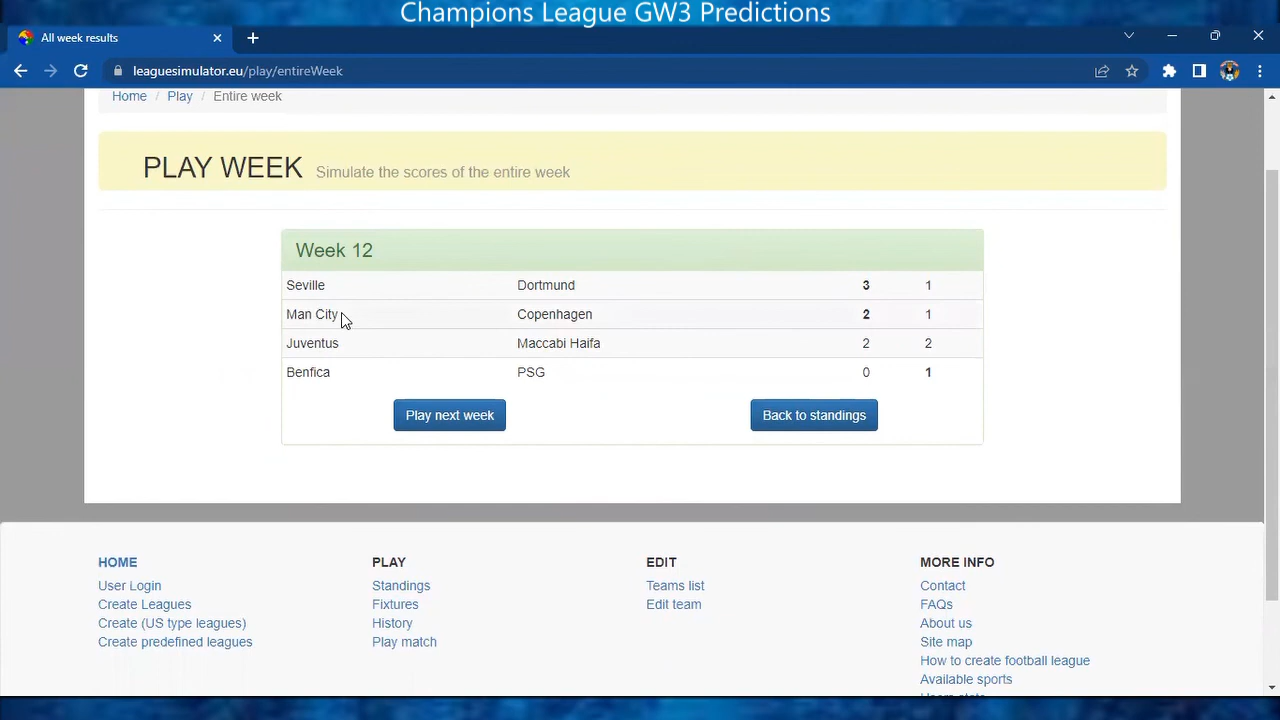 Champions League GW3 Predictions
All week results
leaguesimulator.eu/play/entireWeek
Home / Play / Entire week
PLAY WEEK Simulate the scores of the entire week
Week 12
Seville Dortmund 3 1
Man City Copenhagen 2 1
Juventus Maccabi Haifa 2 2
Benfica PSG 0 1
Play next week Back to standings
HOME PLAY EDIT MORE INFO
User Login Standings Teams list Contact
Create Leagues Fixtures Edit team FAQs
Create (US type leagues) History About us
Create predefined leagues Play match Site map
How to create football league
Available sports